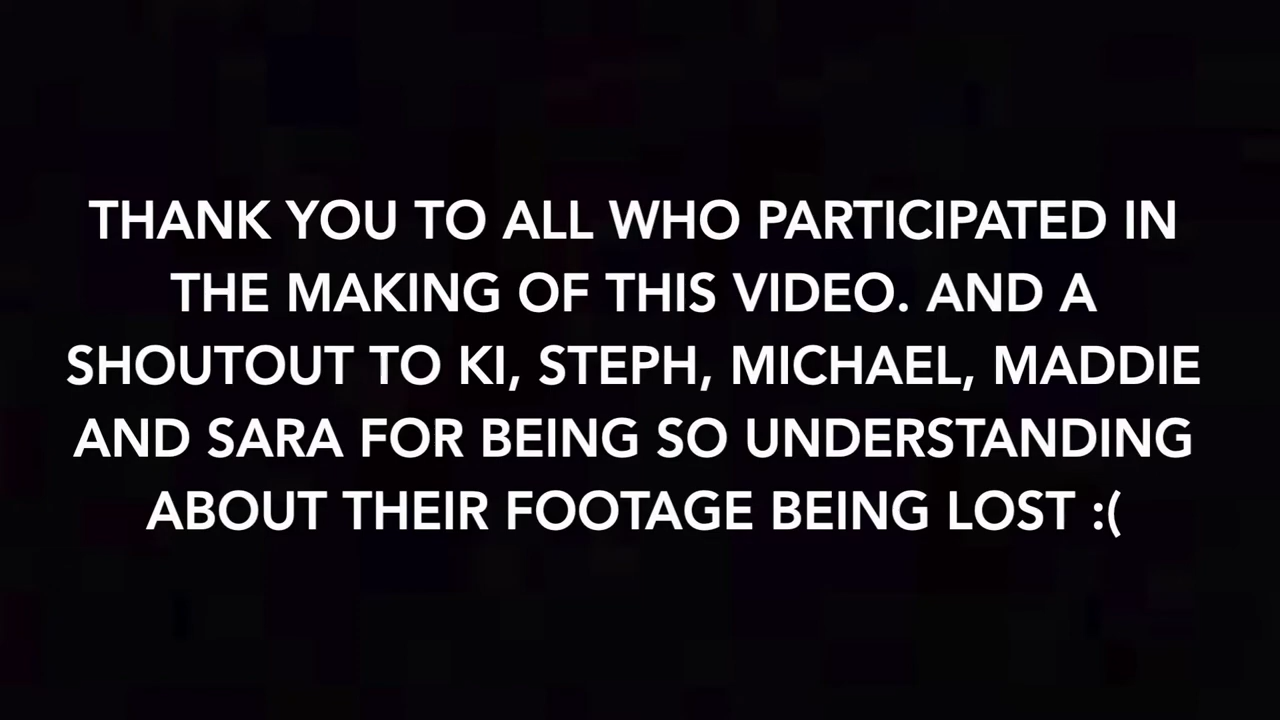 THANK YOU TO ALL WHO PARTICIPATED IN
THE MAKING OF THIS VIDEO. AND A
SHOUTOUT TO KI, STEPH, MICHAEL, MADDIE
AND SARA FOR BEING SO UNDERSTANDING
ABOUT THEIR FOOTAGE BEING LOST :(